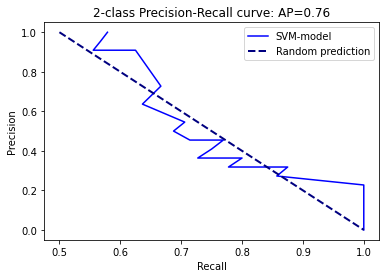 2-class Precision-Recall curve: AP=0.76
SVM-model
Random prediction
Precision
1.0
0.8
0.6
0.4
0.2
0.0
0.5 0.6 0.7 0.8 0.9 1.0
Recall